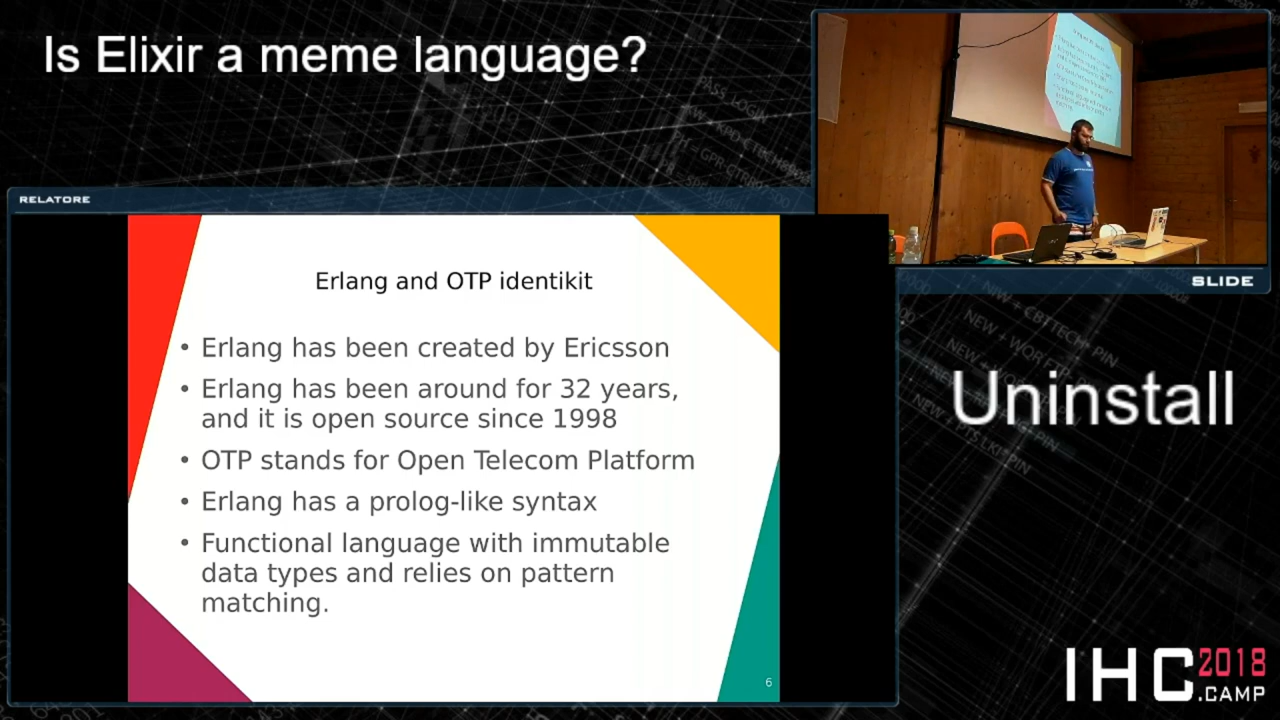 Is Elixir a meme language?
RELATORE
Erlang and OTP identikit
• Erlang has been created by Ericsson
• Erlang has been around for 32 years,
and it is open source since 1998
• OTP stands for Open Telecom Platform
• Erlang has a prolog-like syntax
• Functional language with immutable
data types and relies on pattern
matching.
6
SLIDE
Uninstall
IHC 2018
.CAMP